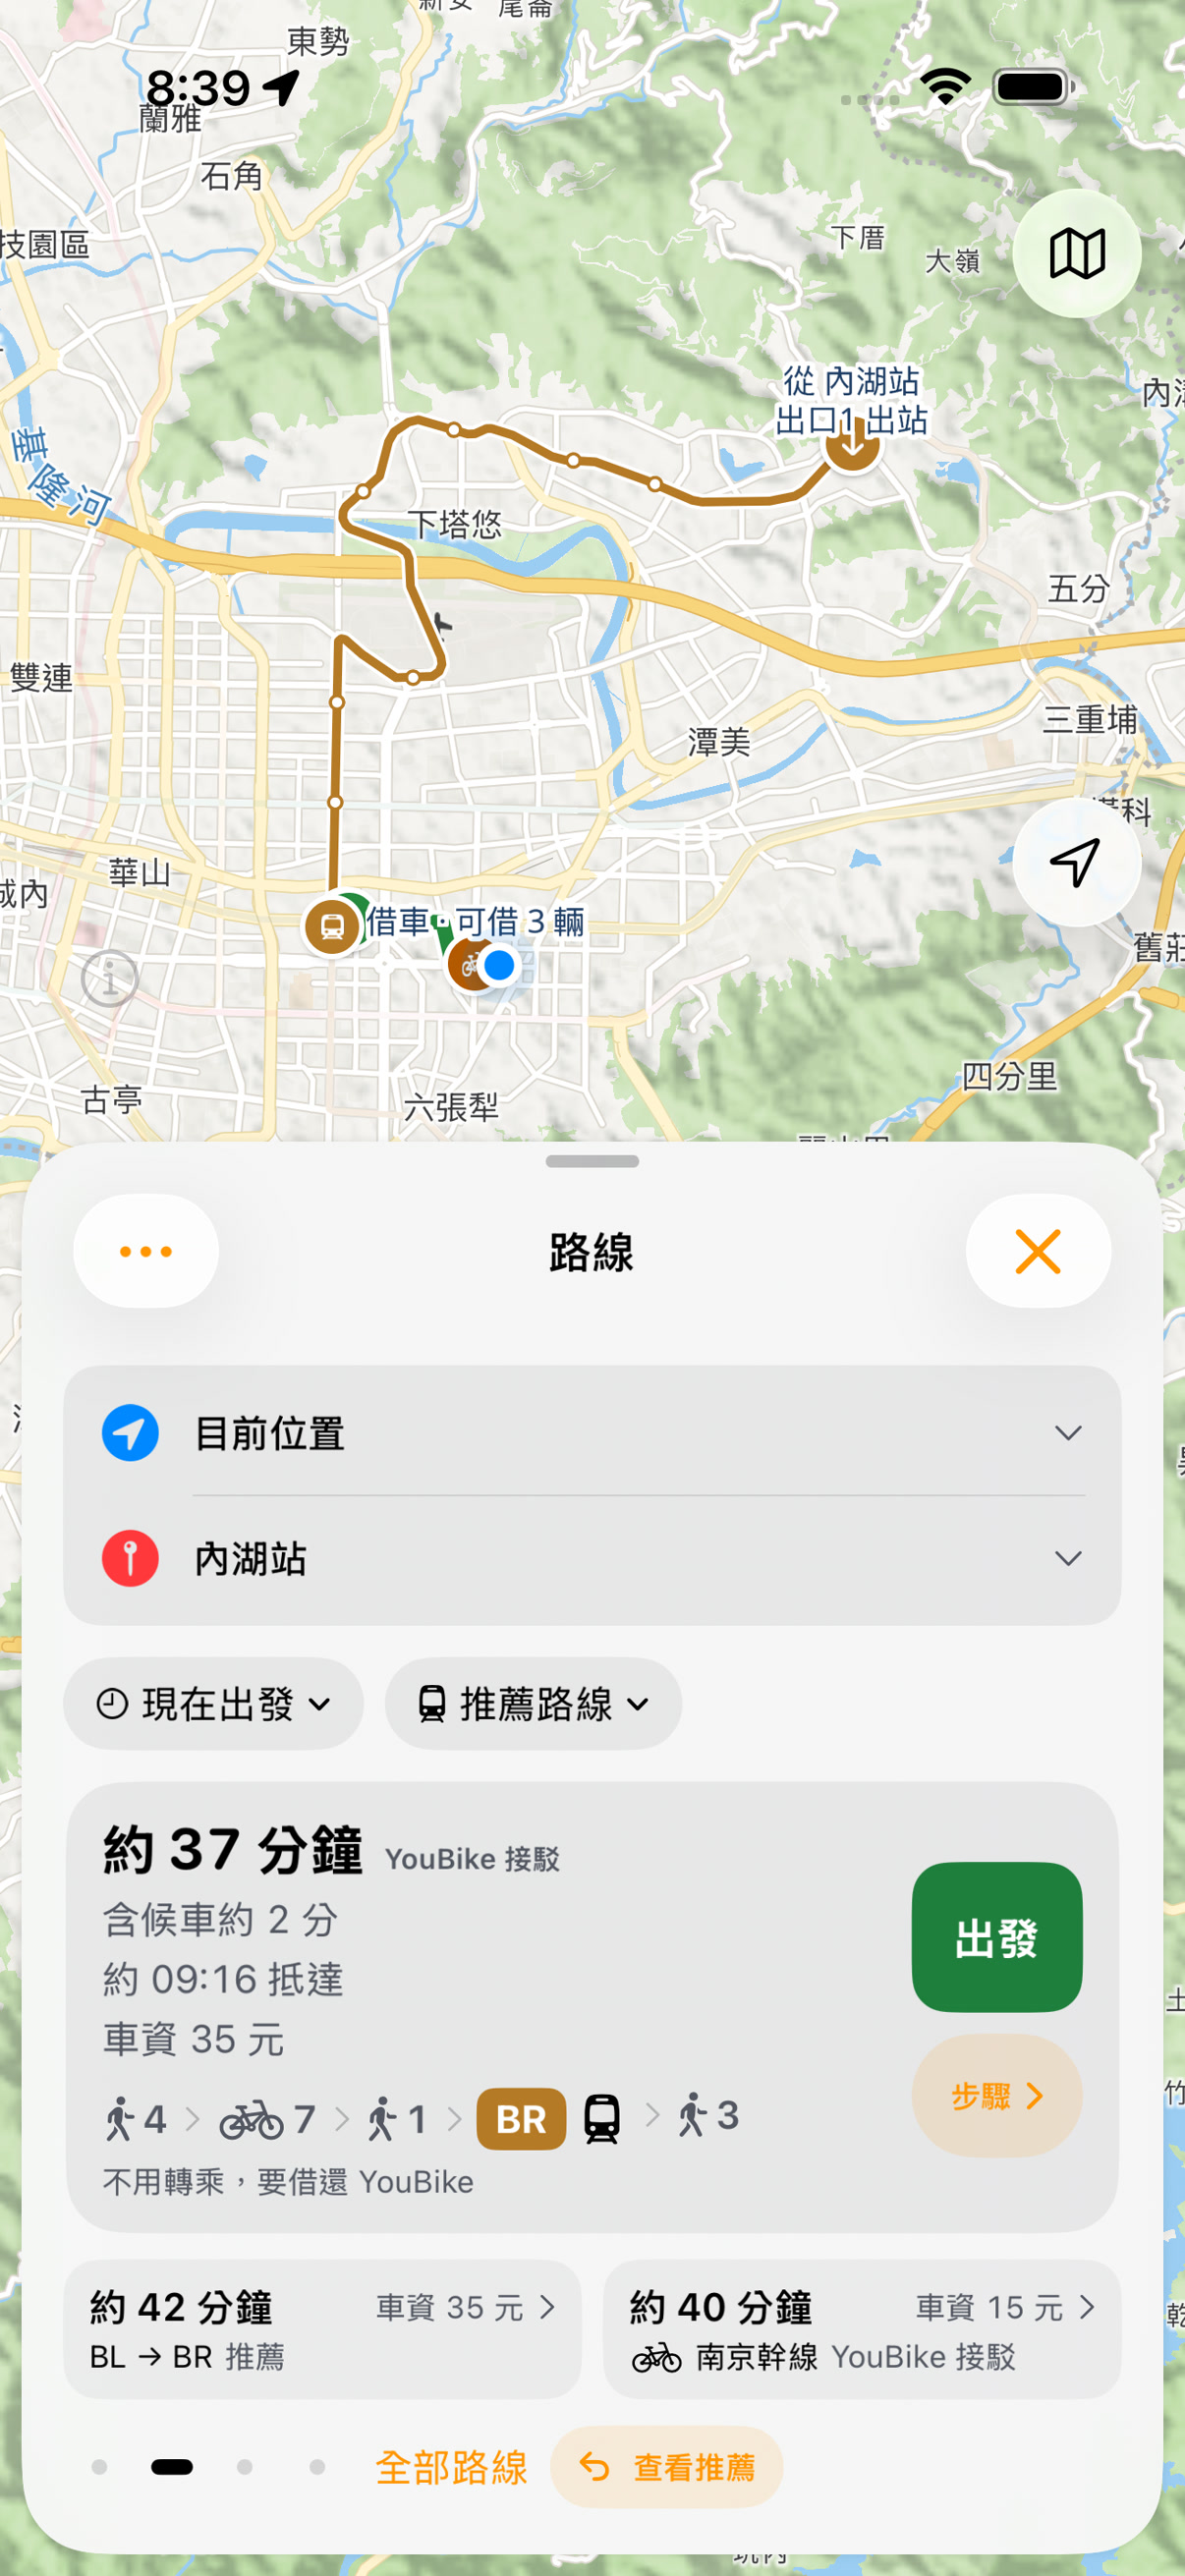 尾崙
東勢
8:39
蘭雅
石角
技園區
下厝
大嶺
從 內湖站
出口1 出站
基隆河
下塔悠
五分
雙連
三重埔
潭美
華山
城內
借車 可借 3 輛
古亭
六張犁
四分里
路線
目前位置
內湖站
現在出發
推薦路線
約 37 分鐘 YouBike 接駁
含候車約 2 分
約 09:16 抵達
車資 35 元
出發
步驟
4 7 1 BR 3
不用轉乘，要借還 YouBike
約 42 分鐘 車資 35 元
BL → BR 推薦
約 40 分鐘 車資 15 元
南京幹線 YouBike 接駁
全部路線
查看推薦